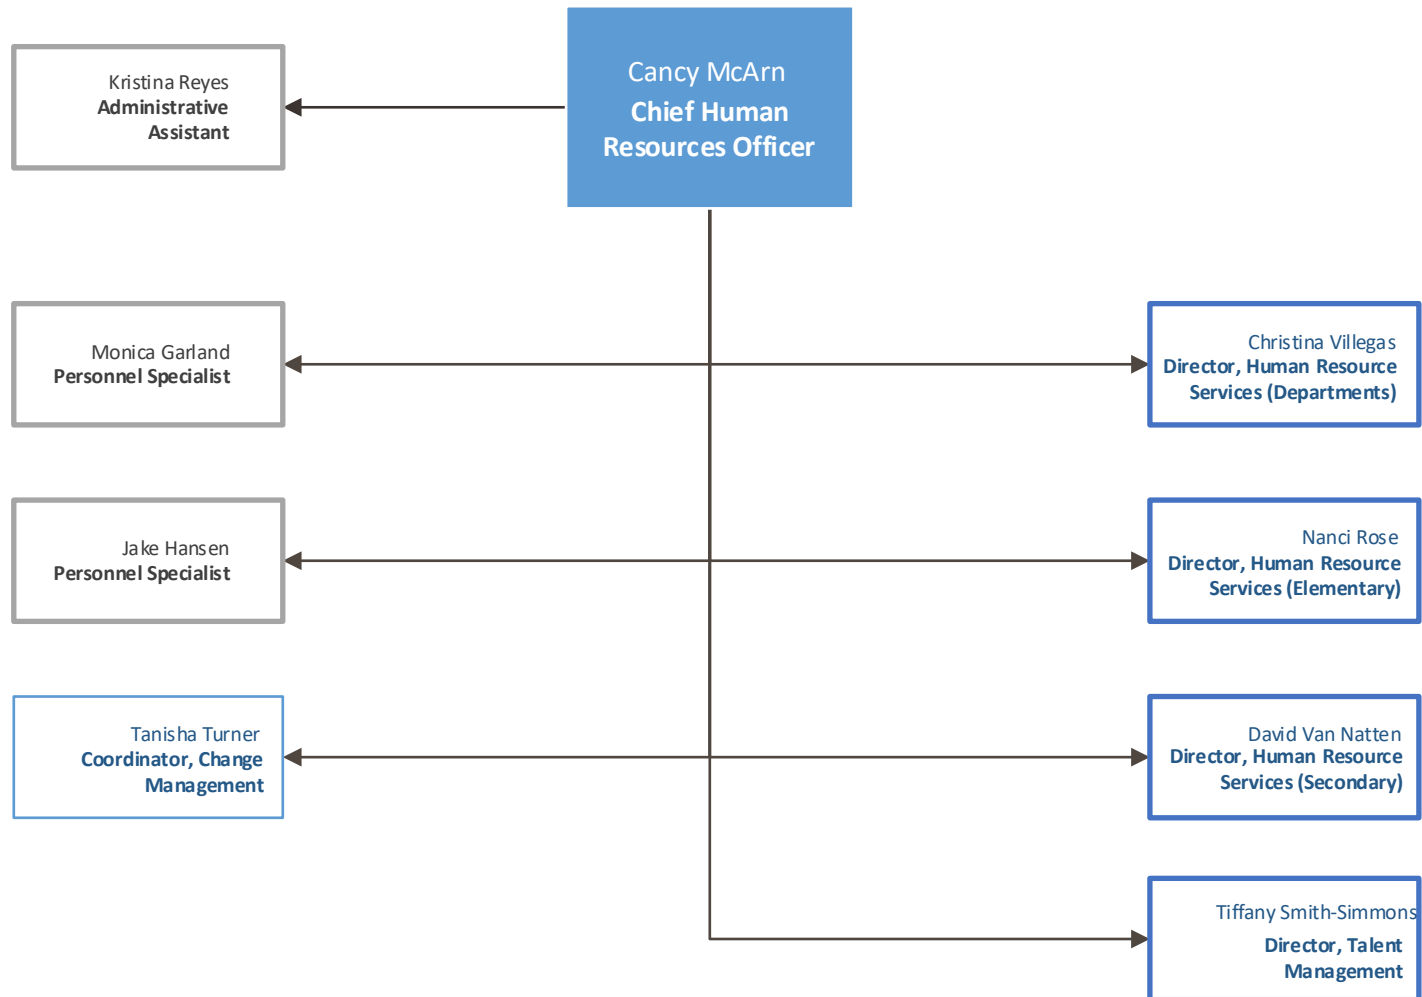 Kristina Reyes
Administrative
Assistant
Cancy McArn
Chief Human
Resources Officer
Monica Garland
Personnel Specialist
Christina Villegas
Director, Human Resource
Services (Departments)
Jake Hansen
Personnel Specialist
Nanci Rose
Director, Human Resource
Services (Elementary)
Tanisha Turner
Coordinator, Change
Management
David Van Natten
Director, Human Resource
Services (Secondary)
Tiffany Smith-Simmons
Director, Talent
Management